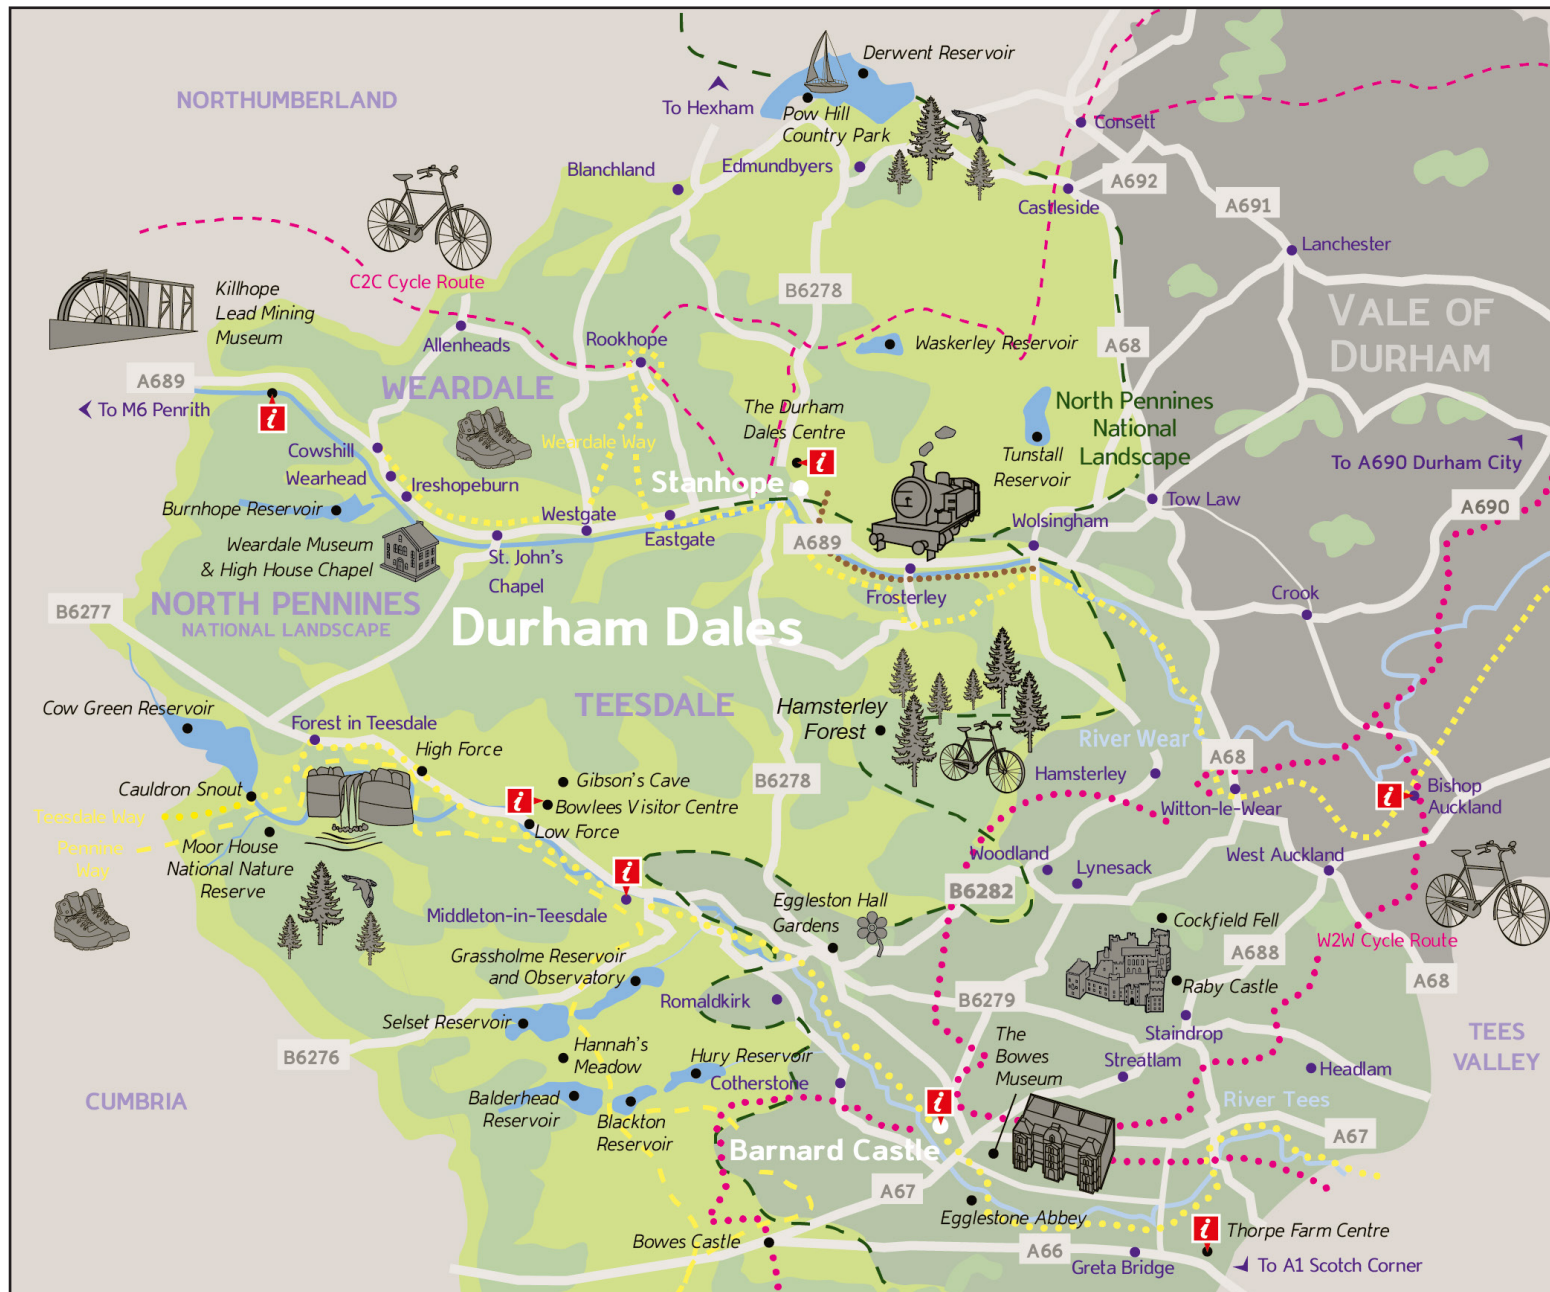 Derwent Reservoir
NORTHUMBERLAND
To Hexham
Pow Hill
Country Park
Consett
Blanchland
Edmundbyers
A692
Castleside
A691
Lanchester
C2C Cycle Route
Killhope
Lead Mining
Museum
B6278
VALE OF
DURHAM
Allenheads
Rookhope
Waskerley Reservoir
A68
A689
To M6 Penrith
WEARDALE
i
The Durham
Dales Centre
North Pennines
National
Landscape
Weardale Way
Cowshill
Wearhead
Ireshopeburn
Stanhope
i
Tunstall
Reservoir
To A690 Durham City
Tow Law
A690
Burnhope Reservoir
Westgate
Eastgate
Wolsingham
Weardale Museum
& High House Chapel
St. John's
Chapel
A689
Frosterley
Crook
B6277
NORTH PENNINES
NATIONAL LANDSCAPE
Durham Dales
Cow Green Reservoir
TEESDALE
Hamsterley
Forest
Forest in Teesdale
High Force
River Wear
A68
Hamsterley
Cauldron Snout
Gibson's Cave
B6278
i
Bowlees Visitor Centre
Low Force
Witton-le-Wear
i
Bishop
Auckland
Teesdale Way
Pennine
Way
Moor House
National Nature
Reserve
Woodland
Lynesack
West Auckland
i
Middleton-in-Teesdale
Eggleston Hall
Gardens
B6282
Cockfield Fell
W2W Cycle Route
A688
Grassholme Reservoir
and Observatory
Raby Castle
A68
Romaldkirk
B6279
Selset Reservoir
Staindrop
TEES
VALLEY
B6276
Hannah's
Meadow
Hury Reservoir
The
Bowes
Museum
Streatlam
Headlam
Cotherstone
CUMBRIA
Balderhead
Reservoir
Blackton
Reservoir
i
River Tees
Barnard Castle
A67
A67
Egglestone Abbey
Bowes Castle
i
Thorpe Farm Centre
A66
Greta Bridge
To A1 Scotch Corner